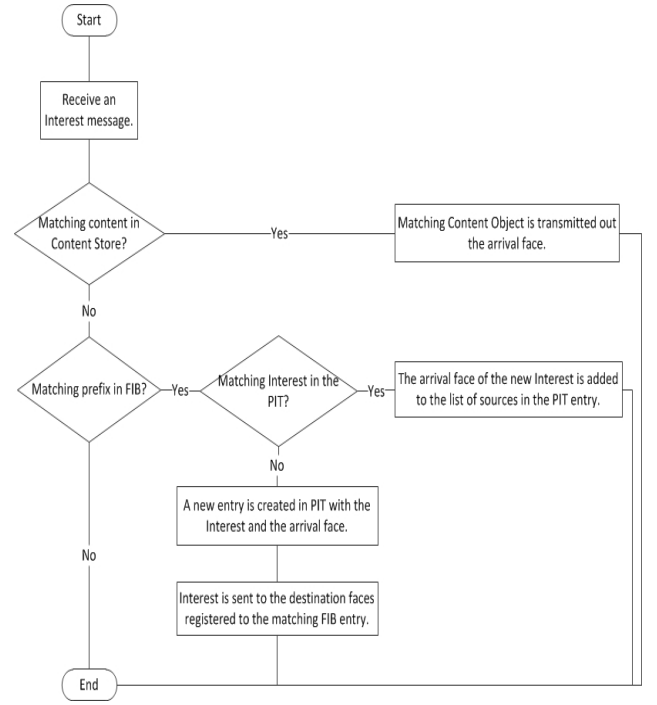 Start
Receive an
Interest message.
Matching content in
Content Store?
Yes
Matching Content Object is transmitted out
the arrival face.
No
Matching prefix in FIB?
Yes
Matching Interest in the
PIT?
Yes
The arrival face of the new Interest is added
to the list of sources in the PIT entry.
No
A new entry is created in PIT with the
Interest and the arrival face.
No
Interest is sent to the destination faces
registered to the matching FIB entry.
End